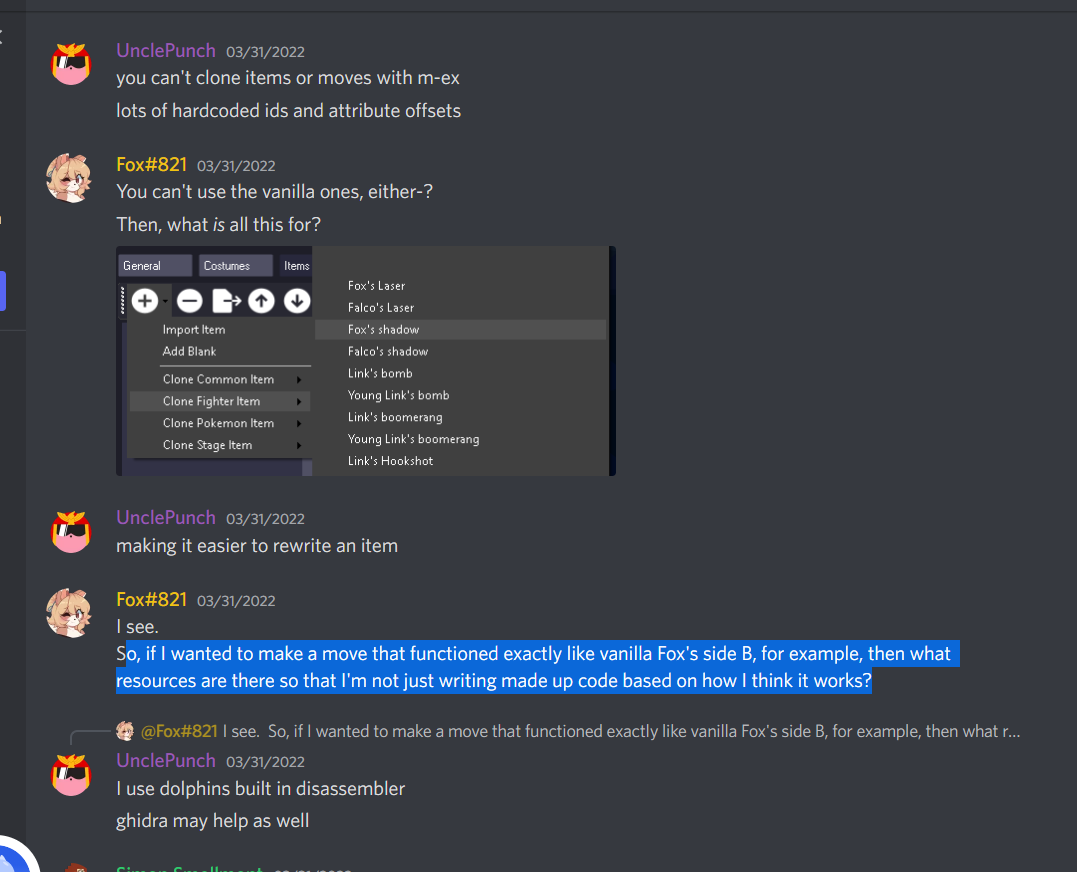 UnclePunch 03/31/2022
you can't clone items or moves with m-ex
lots of hardcoded ids and attribute offsets
Fox#821 03/31/2022
You can't use the vanilla ones, either-?
Then, what is all this for?
General Costumes Items
Import Item
Add Blank
Clone Common Item
Clone Fighter Item
Clone Pokemon Item
Clone Stage Item
Fox's Laser
Falco's Laser
Fox's shadow
Falco's shadow
Link's bomb
Young Link's bomb
Link's boomerang
Young Link's boomerang
Link's Hookshot
UnclePunch 03/31/2022
making it easier to rewrite an item
Fox#821 03/31/2022
I see.
So, if I wanted to make a move that functioned exactly like vanilla Fox's side B, for example, then what
resources are there so that I'm not just writing made up code based on how I think it works?
@Fox#821 I see. So, if I wanted to make a move that functioned exactly like vanilla Fox's side B, for example, then what r...
UnclePunch 03/31/2022
I use dolphins built in disassembler
ghidra may help as well